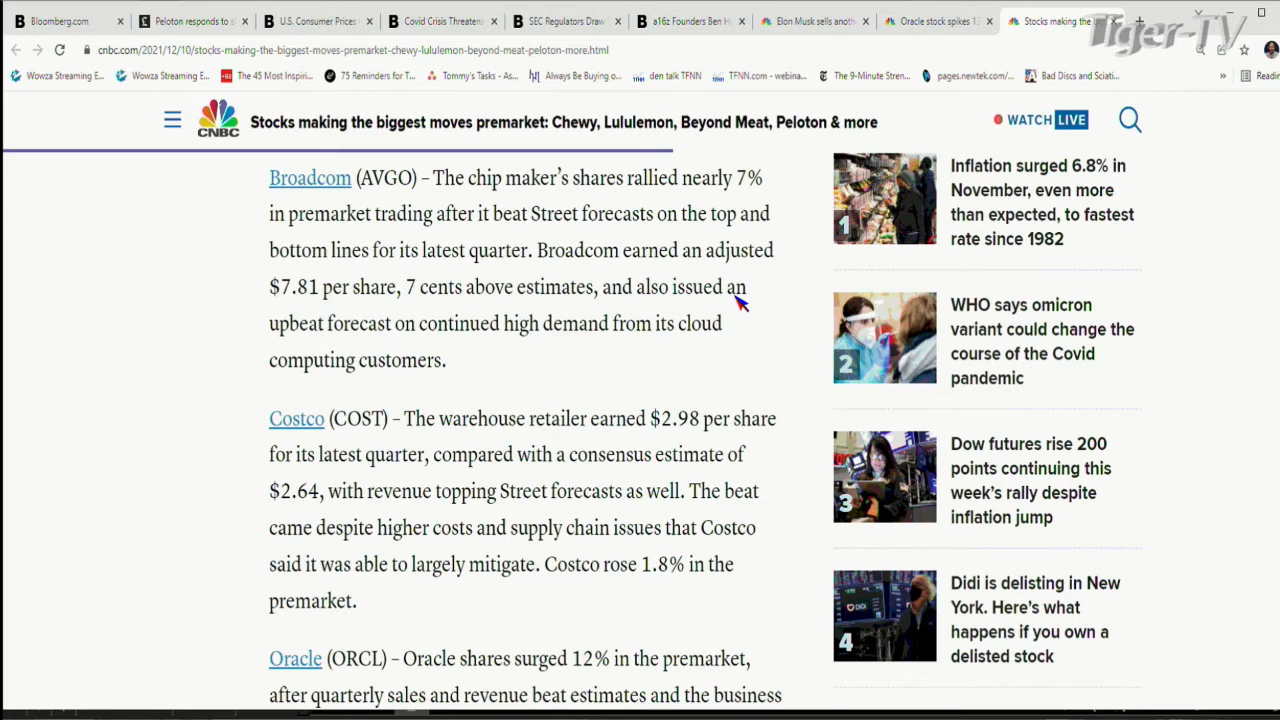 Bloomberg.com
Peloton responds to s
U.S. Consumer Prices
Covid Crisis Threatens
SEC Regulators Draw
a16z Founders Ben H
Elon Musk sells anoth
Oracle stock spikes 13
Stocks making the b
Tiger-TV
cnbc.com/2021/12/10/stocks-making-the-biggest-moves-premarket-chewy-lululemon-beyond-meat-peloton-more.html
Wowza Streaming E...
Wowza Streaming E...
The 45 Most Inspiri...
75 Reminders for T...
Tommy's Tasks - As...
Always Be Buying o...
den talk TFNN
TFNN.com - webina...
The 9-Minute Stren...
pages.newtek.com/...
Bad Discs and Sciati...
»
Readin
CNBC
Stocks making the biggest moves premarket: Chewy, Lululemon, Beyond Meat, Peloton & more
WATCH LIVE
Broadcom (AVGO) – The chip maker's shares rallied nearly 7%
in premarket trading after it beat Street forecasts on the top and
bottom lines for its latest quarter. Broadcom earned an adjusted
$7.81 per share, 7 cents above estimates, and also issued an
upbeat forecast on continued high demand from its cloud
computing customers.
Costco (COST) – The warehouse retailer earned $2.98 per share
for its latest quarter, compared with a consensus estimate of
$2.64, with revenue topping Street forecasts as well. The beat
came despite higher costs and supply chain issues that Costco
said it was able to largely mitigate. Costco rose 1.8% in the
premarket.
Oracle (ORCL) – Oracle shares surged 12% in the premarket,
after quarterly sales and revenue beat estimates and the business
1
Inflation surged 6.8% in
November, even more
than expected, to fastest
rate since 1982
2
WHO says omicron
variant could change the
course of the Covid
pandemic
3
Dow futures rise 200
points continuing this
week's rally despite
inflation jump
4
DiDi
Didi is delisting in New
York. Here's what
happens if you own a
delisted stock